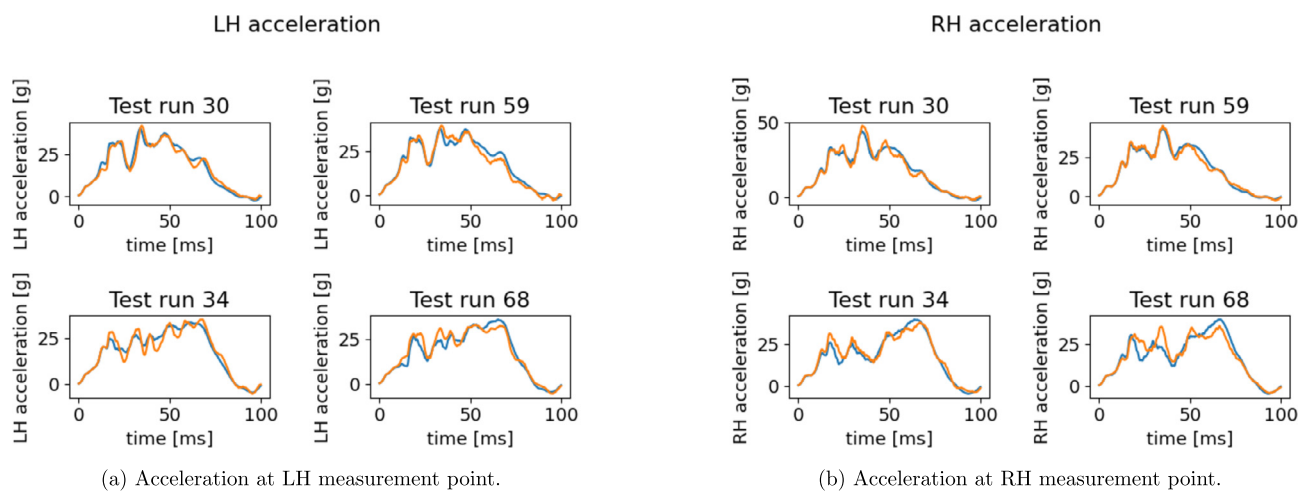 LH acceleration
Test run 30
LH acceleration [g]
25
0
0 50 100
time [ms]
Test run 59
LH acceleration [g]
25
0
0 50 100
time [ms]
Test run 34
LH acceleration [g]
25
0
0 50 100
time [ms]
Test run 68
LH acceleration [g]
25
0
0 50 100
time [ms]
(a) Acceleration at LH measurement point.
RH acceleration
Test run 30
RH acceleration [g]
50
25
0
0 50 100
time [ms]
Test run 59
RH acceleration [g]
25
0
0 50 100
time [ms]
Test run 34
RH acceleration [g]
25
0
0 50 100
time [ms]
Test run 68
RH acceleration [g]
25
0
0 50 100
time [ms]
(b) Acceleration at RH measurement point.